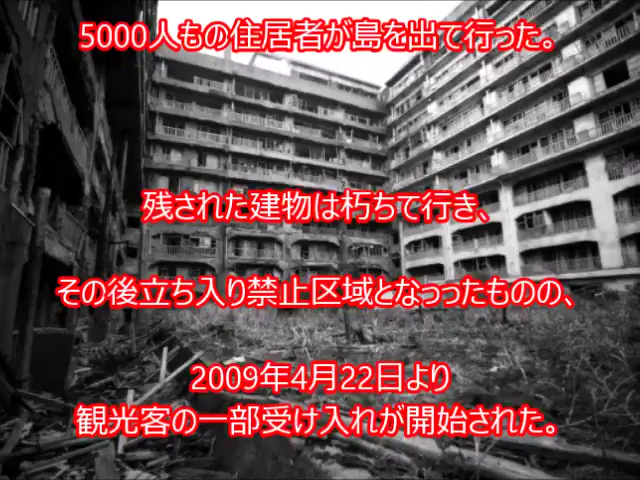 5000人もの住居者が島を出て行った。
残された建物は朽ちて行き、
その後立ち入り禁止区域となっったものの、
2009年4月22日より
観光客の一部受け入れが開始された。